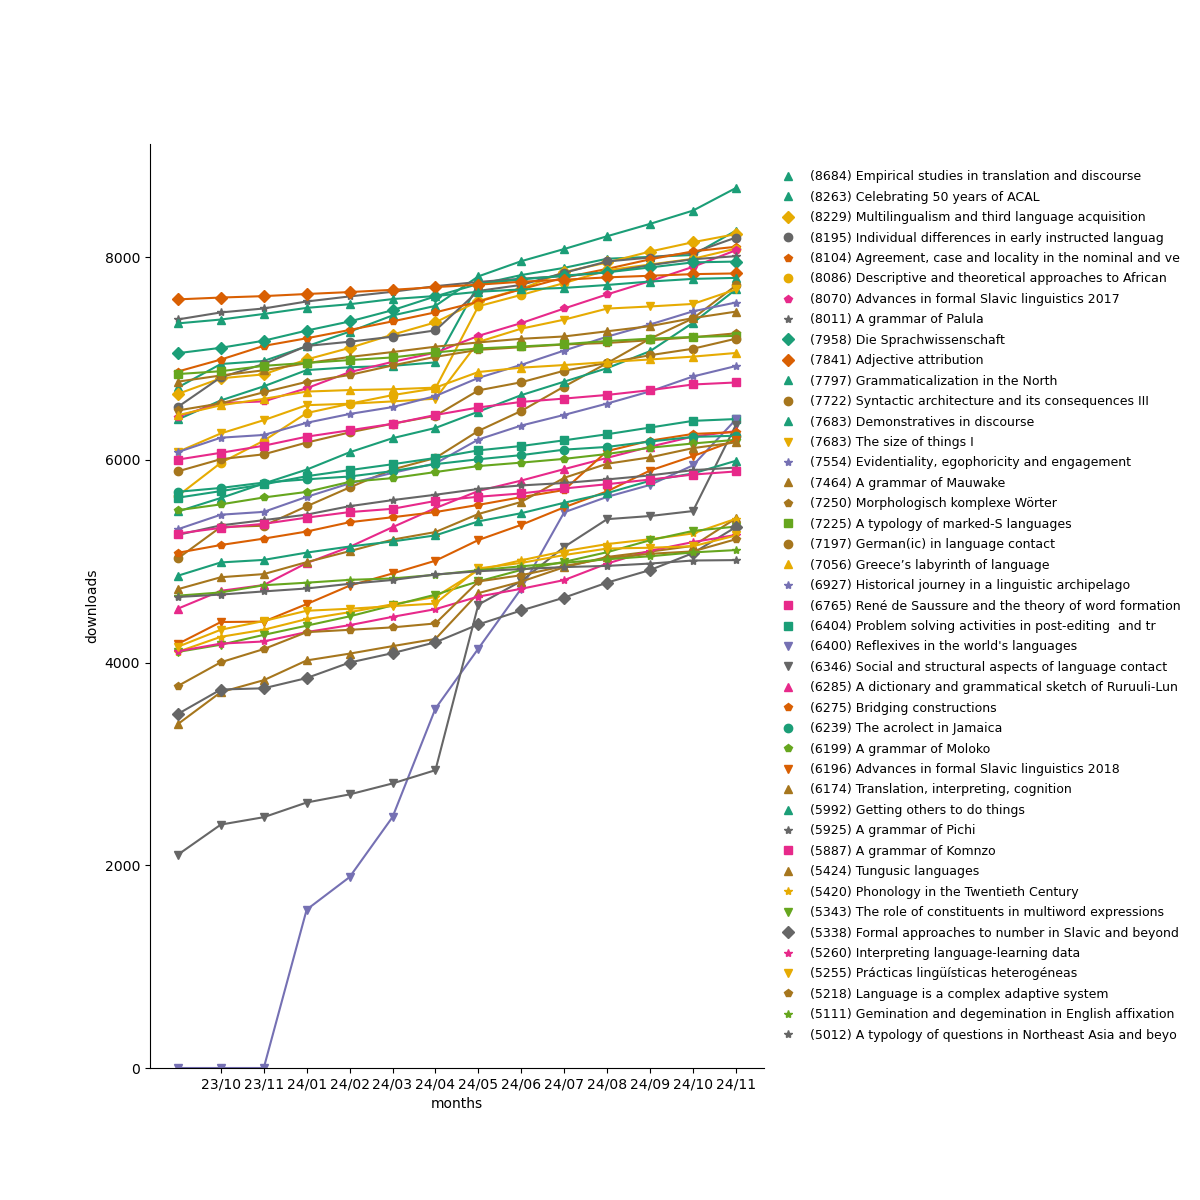 8000
6000
4000
2000
0
downloads
23/10 23/11 24/01 24/02 24/03 24/04 24/05 24/06 24/07 24/08 24/09 24/10 24/11
months
(8684) Empirical studies in translation and discourse
(8263) Celebrating 50 years of ACAL
(8229) Multilingualism and third language acquisition
(8195) Individual differences in early instructed languag
(8104) Agreement, case and locality in the nominal and ve
(8086) Descriptive and theoretical approaches to African
(8070) Advances in formal Slavic linguistics 2017
(8011) A grammar of Palula
(7958) Die Sprachwissenschaft
(7841) Adjective attribution
(7797) Grammaticalization in the North
(7722) Syntactic architecture and its consequences III
(7683) Demonstratives in discourse
(7683) The size of things I
(7554) Evidentiality, egophoricity and engagement
(7464) A grammar of Mauwake
(7250) Morphologisch komplexe Wörter
(7225) A typology of marked-S languages
(7197) German(ic) in language contact
(7056) Greece's labyrinth of language
(6927) Historical journey in a linguistic archipelago
(6765) René de Saussure and the theory of word formation
(6404) Problem solving activities in post-editing  and tr
(6400) Reflexives in the world's languages
(6346) Social and structural aspects of language contact
(6285) A dictionary and grammatical sketch of Ruruuli-Lun
(6275) Bridging constructions
(6239) The acrolect in Jamaica
(6199) A grammar of Moloko
(6196) Advances in formal Slavic linguistics 2018
(6174) Translation, interpreting, cognition
(5992) Getting others to do things
(5925) A grammar of Pichi
(5887) A grammar of Komnzo
(5424) Tungusic languages
(5420) Phonology in the Twentieth Century
(5343) The role of constituents in multiword expressions
(5338) Formal approaches to number in Slavic and beyond
(5260) Interpreting language-learning data
(5255) Prácticas lingüísticas heterogéneas
(5218) Language is a complex adaptive system
(5111) Gemination and degemination in English affixation
(5012) A typology of questions in Northeast Asia and beyo